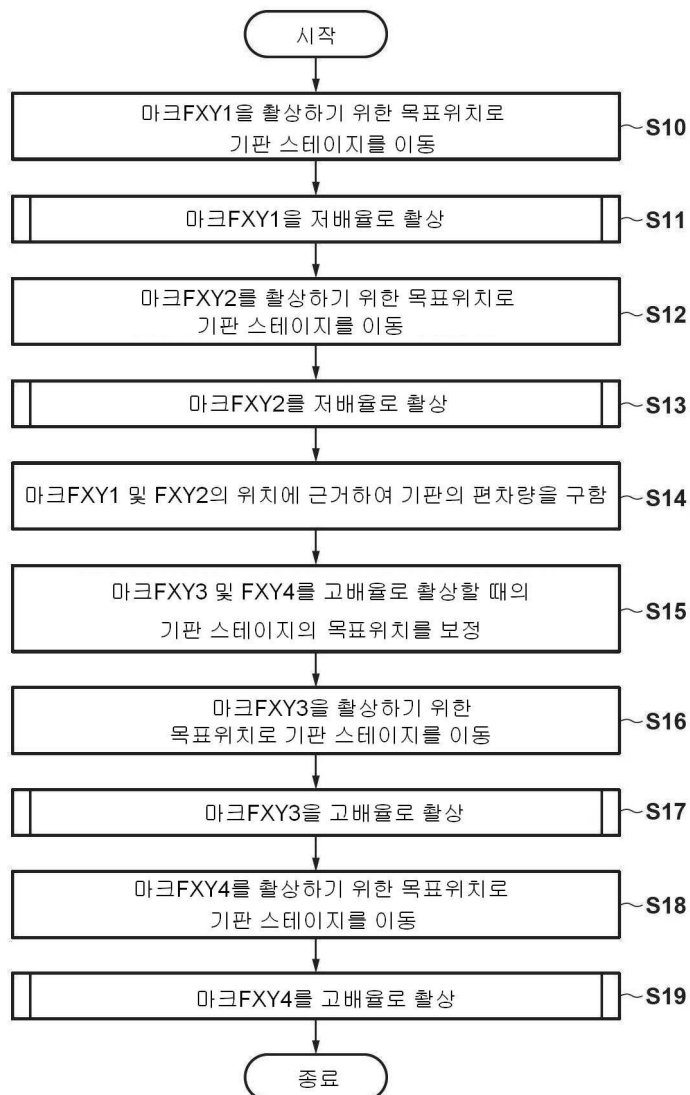 시작
마크FXY1을 촬상하기 위한 목표위치로
기판 스테이지를 이동
S10
마크FXY1을 저배율로 촬상
S11
마크FXY2를 촬상하기 위한 목표위치로
기판 스테이지를 이동
S12
마크FXY2를 저배율로 촬상
S13
마크FXY1 및 FXY2의 위치에 근거하여 기판의 편차량을 구함
S14
마크FXY3 및 FXY4를 고배율로 촬상할 때의
기판 스테이지의 목표위치를 보정
S15
마크FXY3을 촬상하기 위한
목표위치로 기판 스테이지를 이동
S16
마크FXY3을 고배율로 촬상
S17
마크FXY4를 촬상하기 위한 목표위치로
기판 스테이지를 이동
S18
마크FXY4를 고배율로 촬상
S19
종료